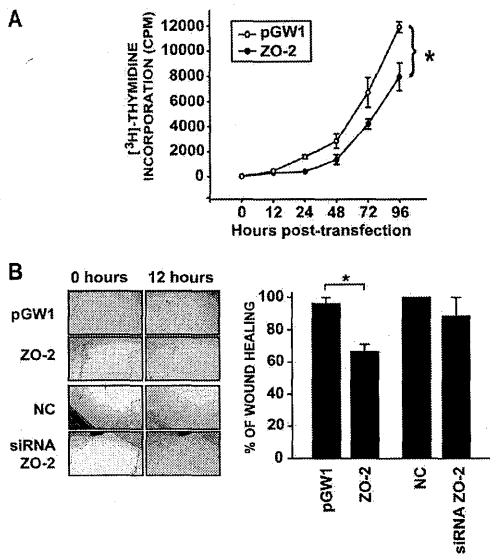 A
[³H]-THYMIDINE
INCORPORATION (CPM)
12000
10000
8000
6000
4000
2000
0
pGW1
ZO-2
*
0 12 24 48 72 96
Hours post-transfection
B
0 hours 12 hours
pGW1
ZO-2
NC
siRNA
ZO-2
% OF WOUND HEALING
100
80
60
40
20
0
*
pGW1
ZO-2
NC
siRNA ZO-2